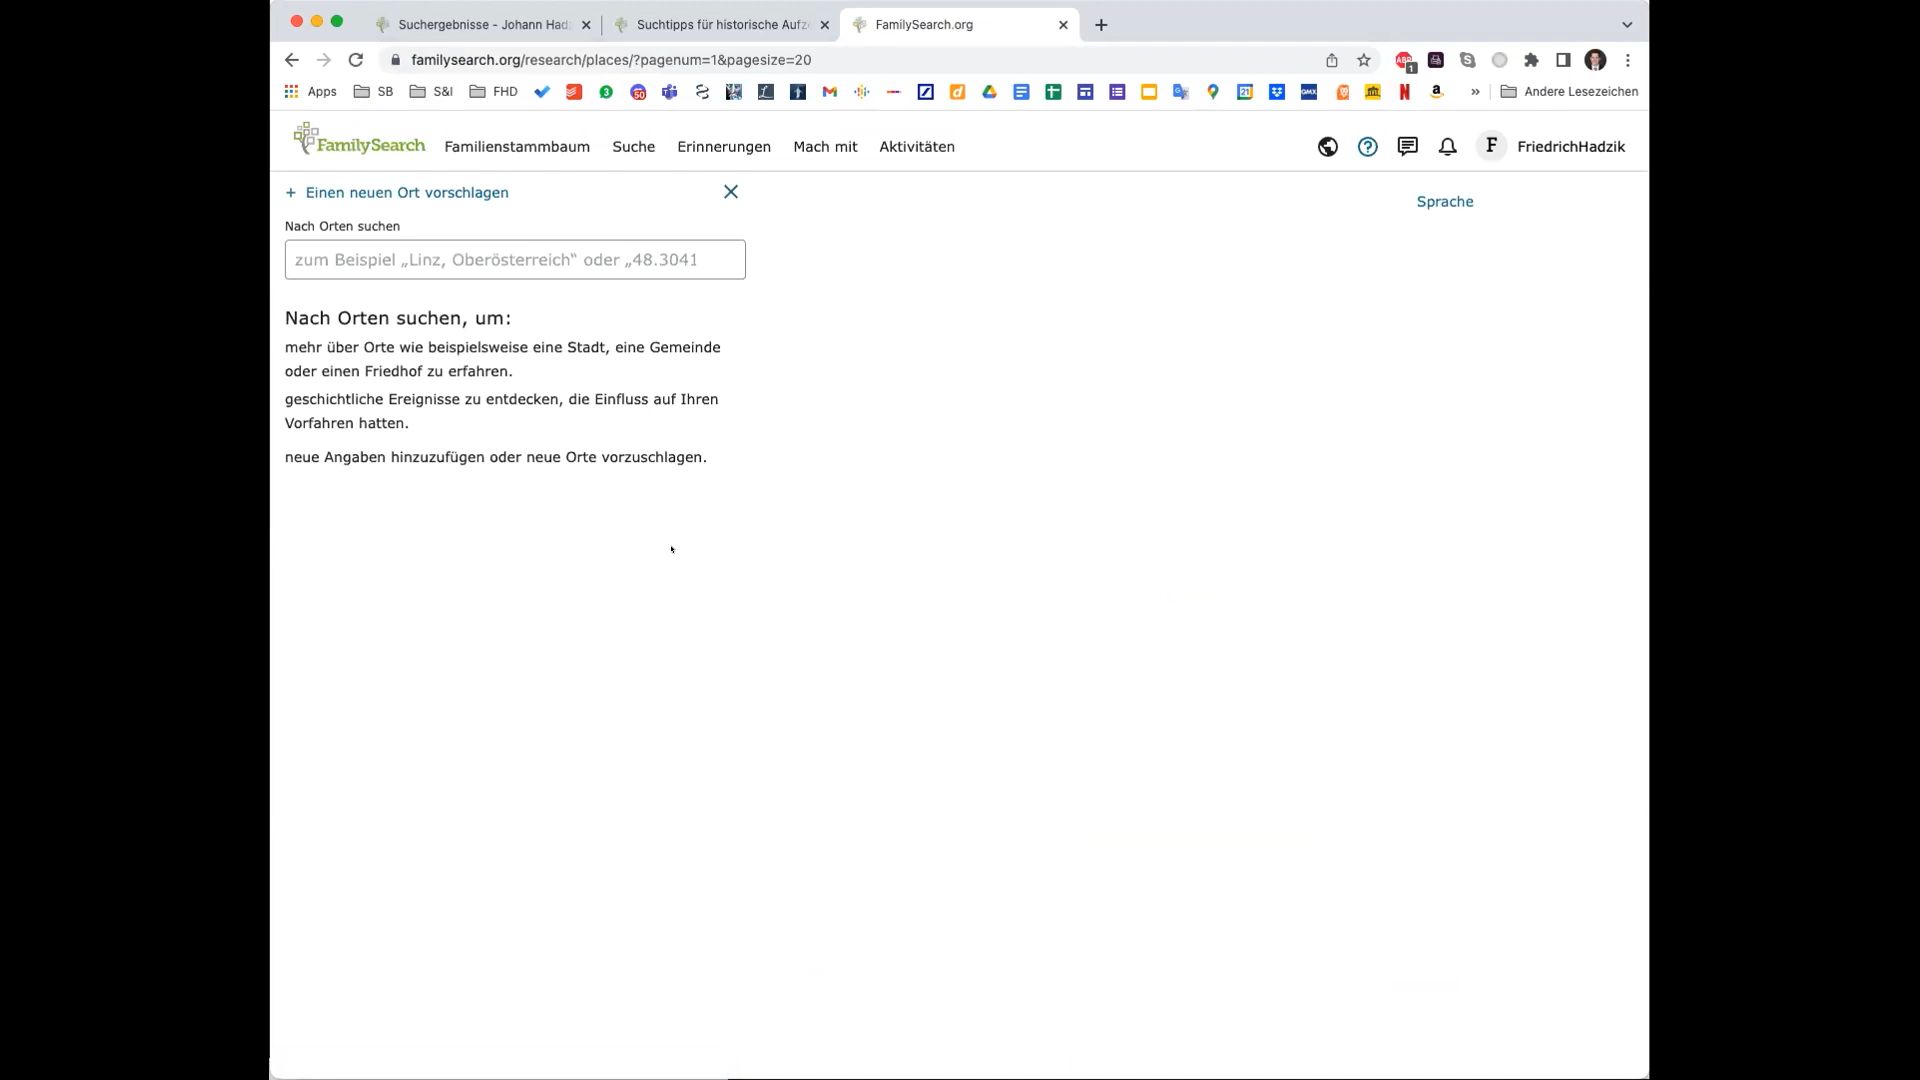 Suchergebnisse - Johann Had
Suchtipps für historische Aufz
FamilySearch.org
familysearch.org/research/places/?pagenum=1&pagesize=20
Apps
SB
S&I
FHD
Andere Lesezeichen
FamilySearch
Familienstammbaum
Suche
Erinnerungen
Mach mit
Aktivitäten
F
FriedrichHadzik
+ Einen neuen Ort vorschlagen
Sprache
Nach Orten suchen
zum Beispiel „Linz, Oberösterreich“ oder „48.3041
Nach Orten suchen, um:
mehr über Orte wie beispielsweise eine Stadt, eine Gemeinde
oder einen Friedhof zu erfahren.
geschichtliche Ereignisse zu entdecken, die Einfluss auf Ihren
Vorfahren hatten.
neue Angaben hinzuzufügen oder neue Orte vorzuschlagen.